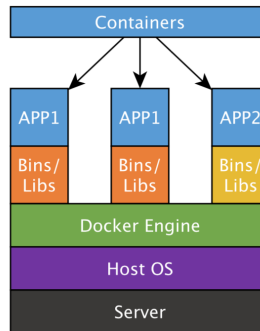 Containers
APP1
APP1
APP2
Bins/
Libs
Bins/
Libs
Bins/
Libs
Docker Engine
Host OS
Server